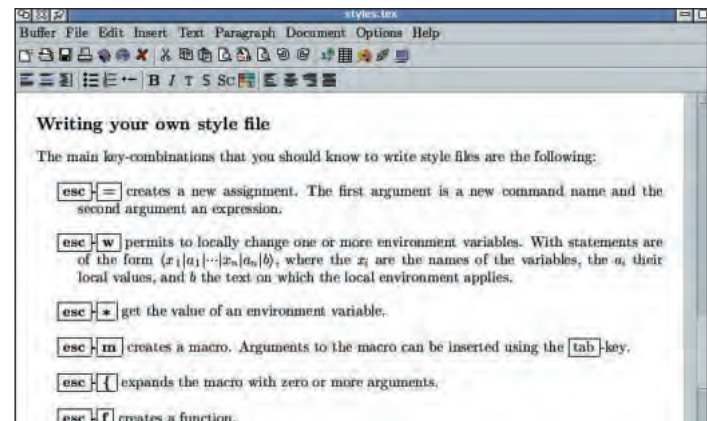 styles.tex
Buffer File Edit Insert Text Paragraph Document Options Help
B I T S SC
Writing your own style file
The main key-combinations that you should know to write style files are the following:
esc - = creates a new assignment. The first argument is a new command name and the
second argument an expression.
esc - w permits to locally change one or more environment variables. With statements are
of the form ⟨x₁|a₁|⋯|xₙ|aₙ|b⟩, where the xᵢ are the names of the variables, the aᵢ their
local values, and b the text on which the local environment applies.
esc - * get the value of an environment variable.
esc - m creates a macro. Arguments to the macro can be inserted using the tab -key.
esc - { expands the macro with zero or more arguments.
esc - f creates a function.